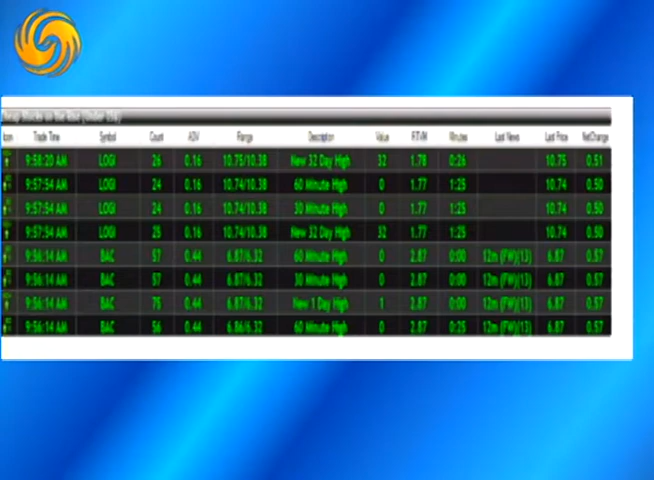 Cheap Stocks on the Rise (Under $20)
Icon Trade Time Symbol Count ADV Range Description Value RTVM Minutes Last News Last Price NetChange
9:58:20 AM LOGI 26 0.16 10.75/10.38 New 32 Day High 32 1.78 0:26 10.75 0.51
9:57:54 AM LOGI 24 0.16 10.74/10.38 60 Minute High 0 1.77 1:25 10.74 0.50
9:57:54 AM LOGI 24 0.16 10.74/10.38 30 Minute High 0 1.77 1:25 10.74 0.50
9:57:54 AM LOGI 25 0.16 10.74/10.38 New 32 Day High 32 1.77 1:25 10.74 0.50
9:56:14 AM BAC 57 0.44 6.87/6.32 60 Minute High 0 2.87 0:00 12m (FW)(13) 6.87 0.57
9:56:14 AM BAC 57 0.44 6.87/6.32 30 Minute High 0 2.87 0:00 12m (FW)(13) 6.87 0.57
9:56:14 AM BAC 75 0.44 6.87/6.32 New 1 Day High 1 2.87 0:00 12m (FW)(13) 6.87 0.57
9:56:14 AM BAC 56 0.44 6.86/6.32 60 Minute High 0 2.87 0:25 12m (FW)(13) 6.87 0.57